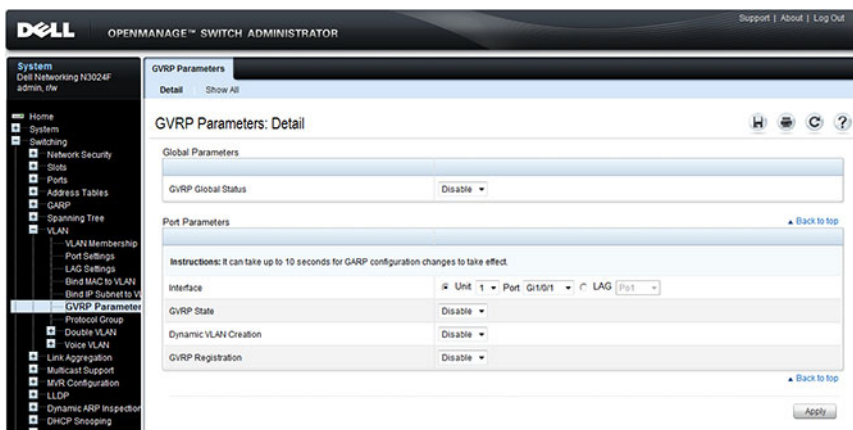 Support | About | Log Out
DELL
OPENMANAGE™ SWITCH ADMINISTRATOR
System
Dell Networking N3024F
admin, r/w
GVRP Parameters
Detail Show All
Home
System
Switching
Network Security
Slots
Ports
Address Tables
GARP
Spanning Tree
VLAN
VLAN Membership
Port Settings
LAG Settings
Bind MAC to VLAN
Bind IP Subnet to VL
GVRP Parameter
Protocol Group
Double VLAN
Voice VLAN
Link Aggregation
Multicast Support
MVR Configuration
LLDP
Dynamic ARP Inspection
DHCP Snooping
GVRP Parameters: Detail
Global Parameters
GVRP Global Status Disable
Port Parameters
Back to top
Instructions: It can take up to 10 seconds for GARP configuration changes to take effect.
Interface Unit 1 Port Gi1/0/1 LAG Po1
GVRP State Disable
Dynamic VLAN Creation Disable
GVRP Registration Disable
Back to top
Apply